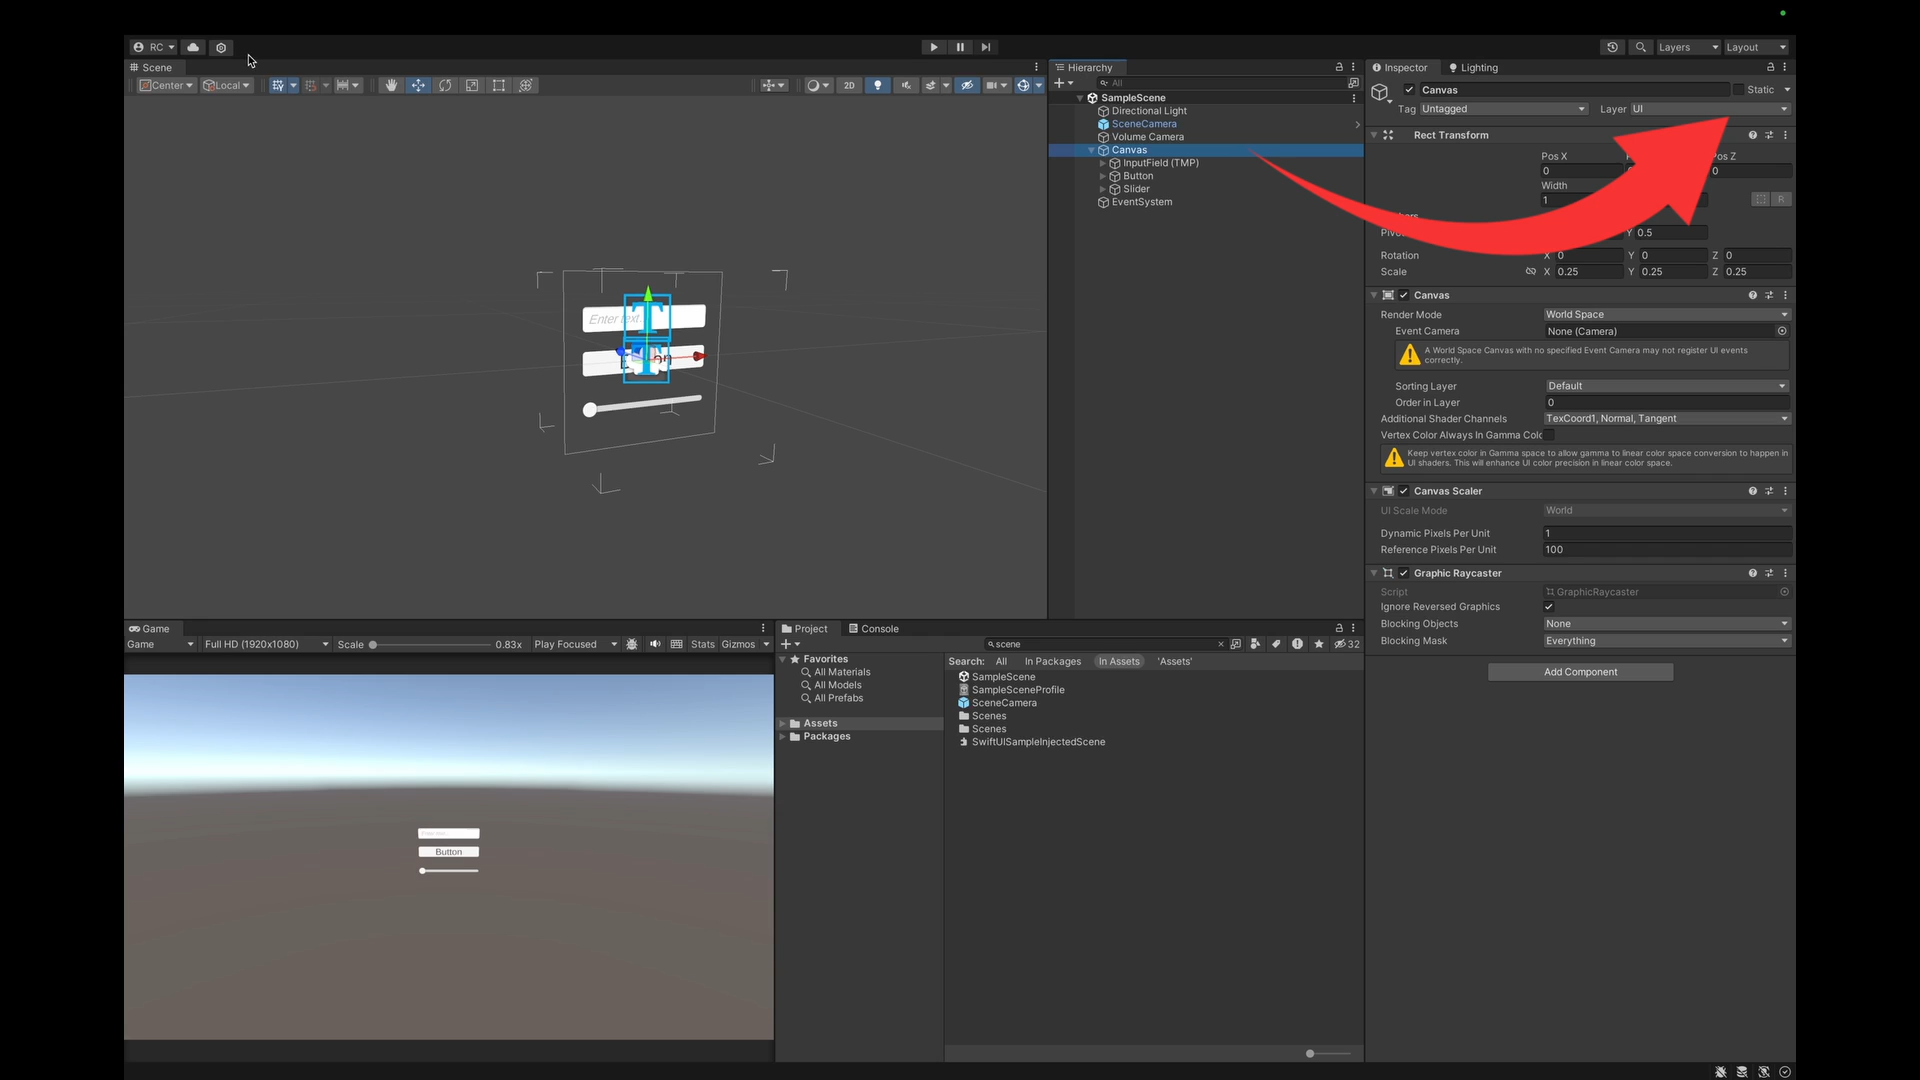 RC
Layers
Layout
Scene
Center
Local
2D
Enter text...
Hierarchy
All
SampleScene
Directional Light
SceneCamera
Volume Camera
Canvas
InputField (TMP)
Button
Slider
EventSystem
Inspector
Lighting
Canvas
Static
Tag Untagged
Layer UI
Rect Transform
Pos X
Pos Z
0
0
Width
1
R
Y 0.5
Rotation X 0 Y 0 Z 0
Scale X 0.25 Y 0.25 Z 0.25
Canvas
Render Mode World Space
Event Camera None (Camera)
A World Space Canvas with no specified Event Camera may not register UI events
correctly.
Sorting Layer Default
Order in Layer 0
Additional Shader Channels TexCoord1, Normal, Tangent
Vertex Color Always In Gamma Colo
Keep vertex color in Gamma space to allow gamma to linear color space conversion to happen in
UI shaders. This will enhance UI color precision in linear color space.
Canvas Scaler
UI Scale Mode World
Dynamic Pixels Per Unit 1
Reference Pixels Per Unit 100
Graphic Raycaster
Script GraphicRaycaster
Ignore Reversed Graphics
Blocking Objects None
Blocking Mask Everything
Add Component
Game
Game
Full HD (1920x1080)
Scale 0.83x
Play Focused
Stats
Gizmos
Button
Project
Console
scene
32
Favorites
All Materials
All Models
All Prefabs
Assets
Packages
Search: All In Packages In Assets 'Assets'
SampleScene
SampleSceneProfile
SceneCamera
Scenes
Scenes
SwiftUISampleInjectedScene